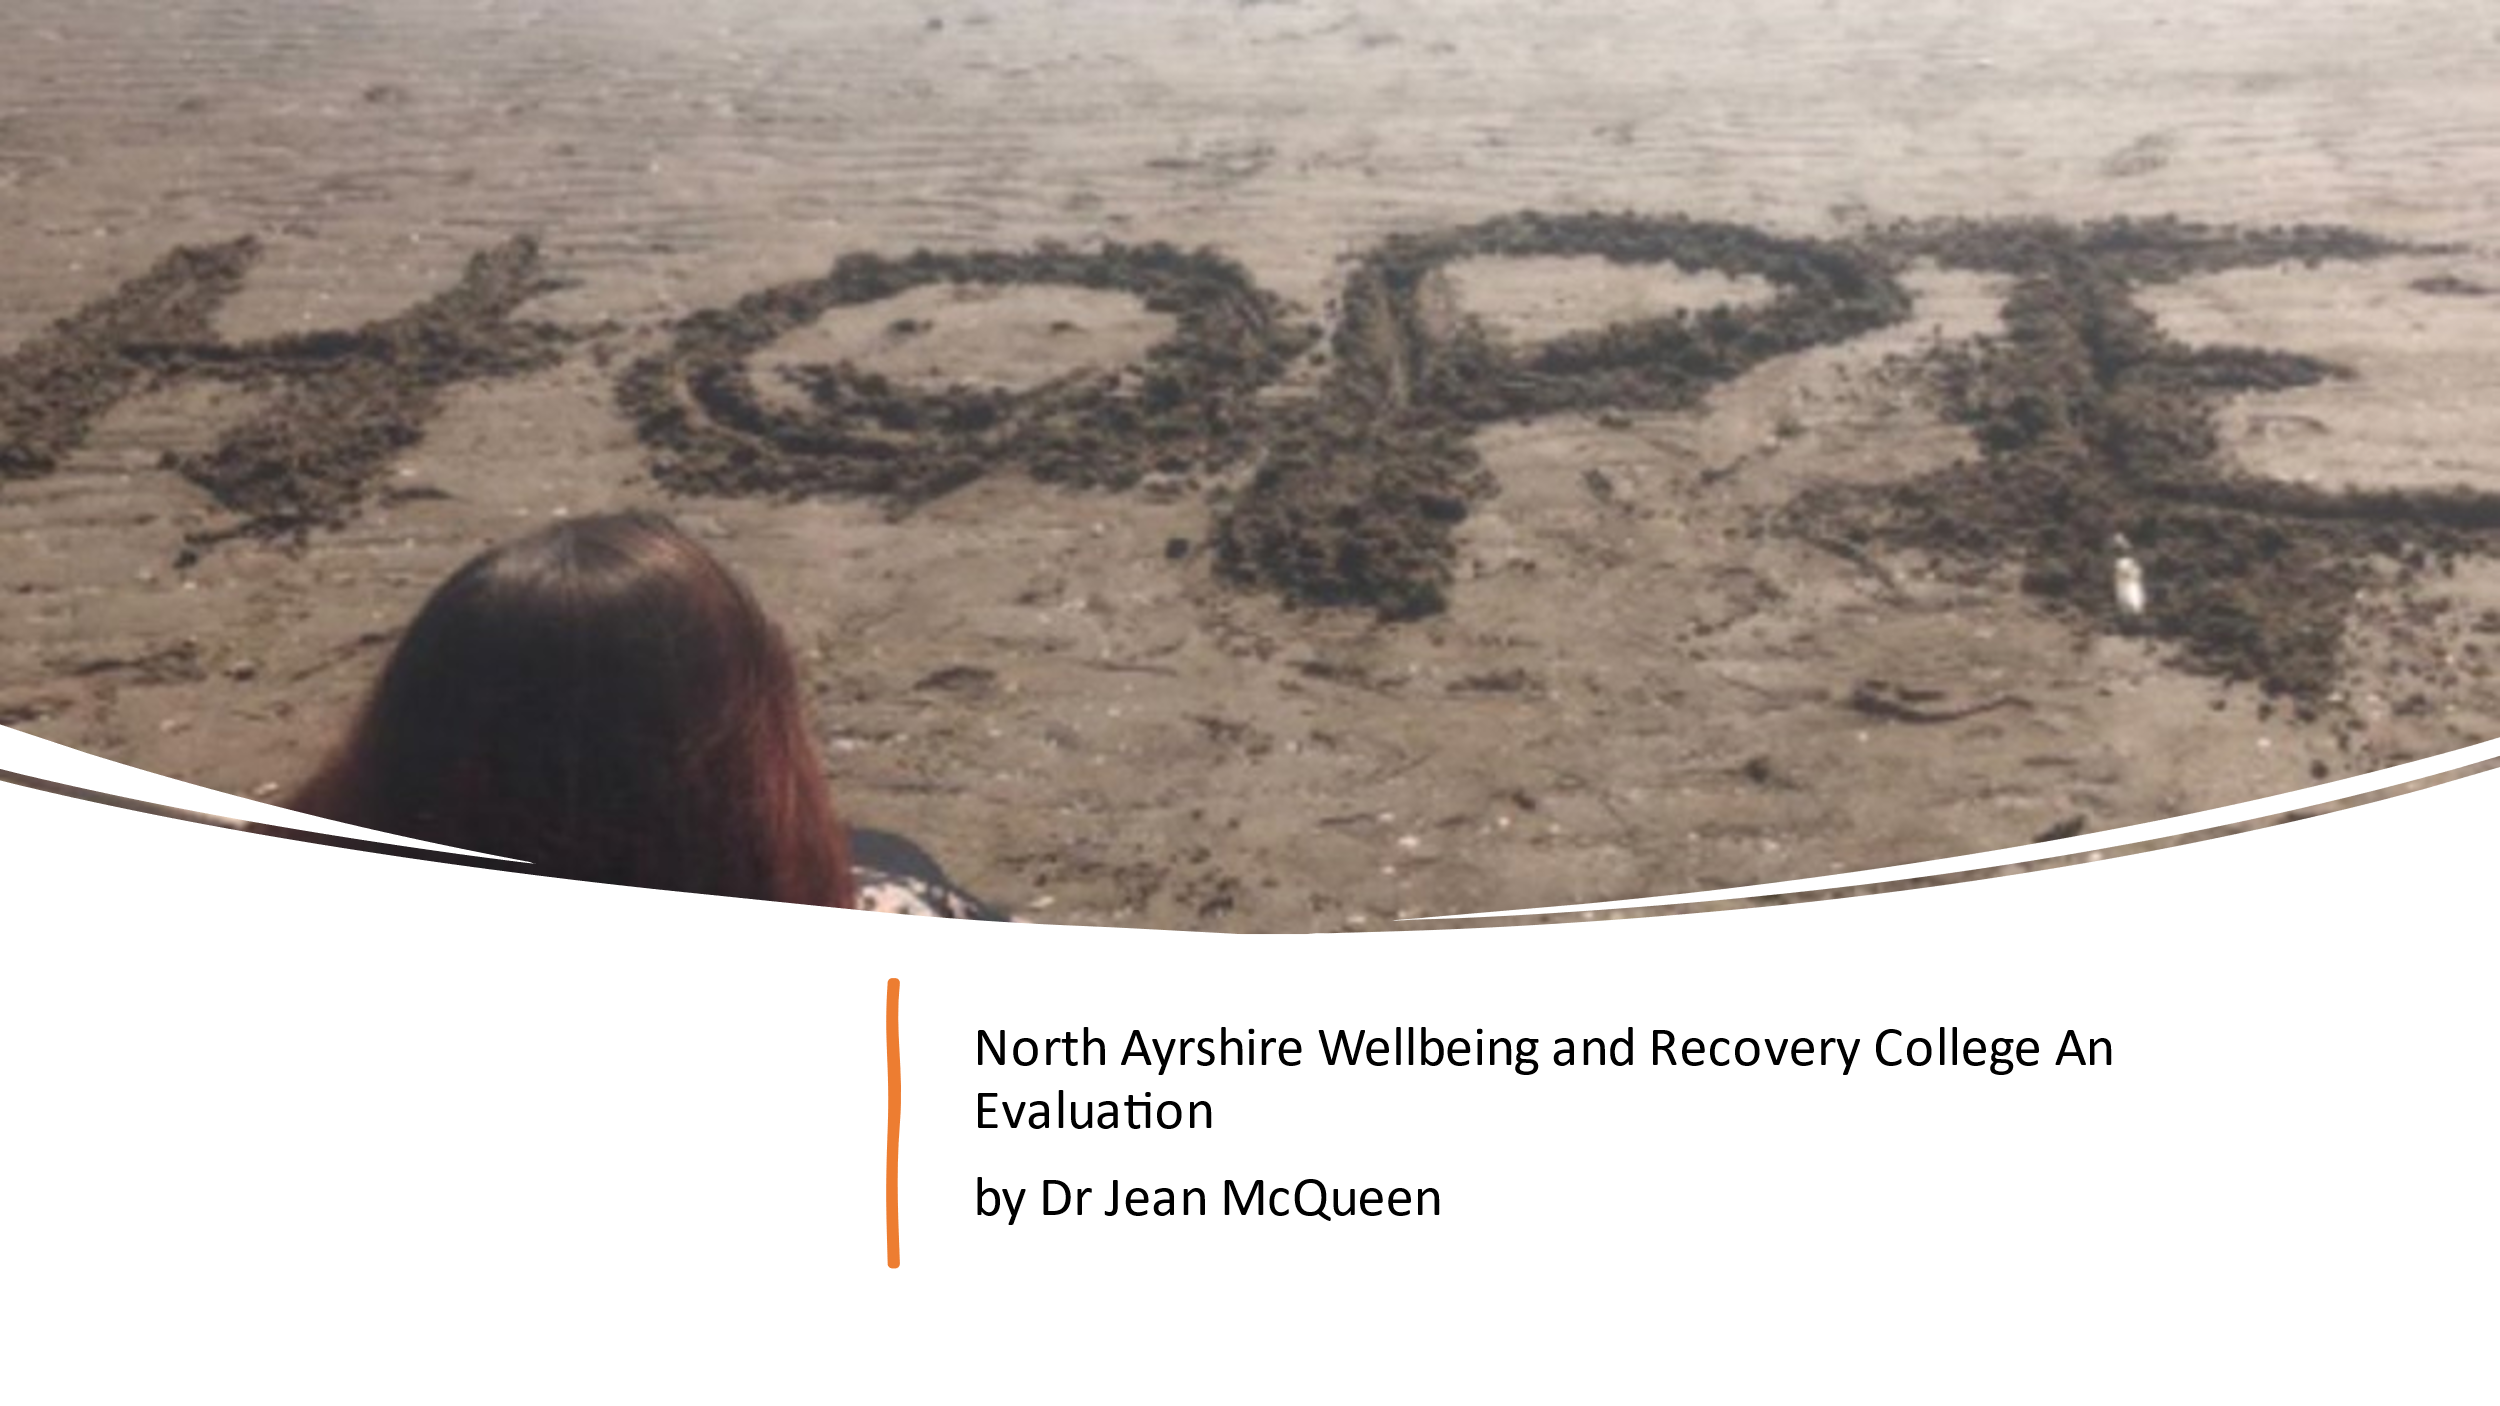 HOPE
North Ayrshire Wellbeing and Recovery College An
Evaluation
by Dr Jean McQueen